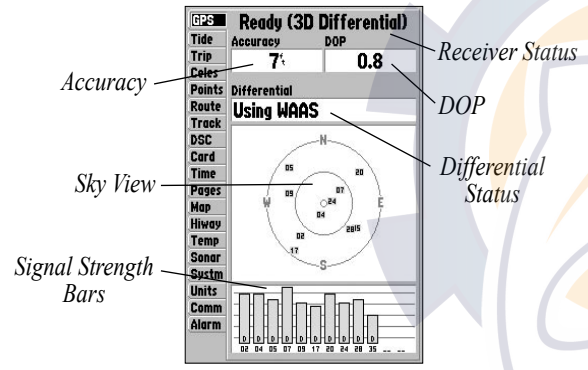 GPS
Tide
Trip
Celes
Points
Route
Track
DSC
Card
Time
Pages
Map
Hiway
Temp
Sonar
Systm
Units
Comm
Alarm
Ready (3D Differential)
Accuracy DOP
7ft 0.8
Differential
Using WAAS
N
05 20
09 07
24
W E
04
02 28 15
17
S
D D D D D D D D D D
02 04 05 07 09 17 20 24 28 35
Accuracy
Sky View
Signal Strength
Bars
Receiver Status
DOP
Differential
Status